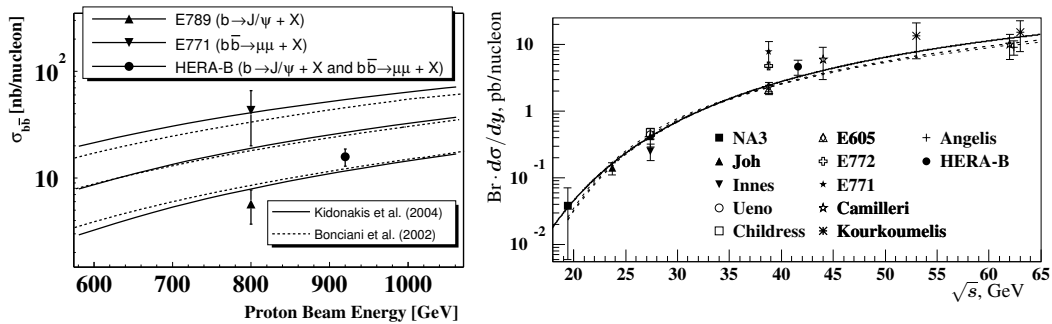 σbb̄ [nb/nucleon]
10²
10
E789 (b→J/ψ + X)
E771 (bb̄→μμ + X)
HERA-B (b→J/ψ + X and bb̄→μμ + X)
Kidonakis et al. (2004)
Bonciani et al. (2002)
600 700 800 900 1000
Proton Beam Energy [GeV]
Br · dσ/dy, pb/nucleon
10²
10
1
10⁻¹
10⁻²
NA3 E605 Angelis
Joh E772 HERA-B
Innes E771
Ueno Camilleri
Childress Kourkoumelis
20 25 30 35 40 45 50 55 60 65
√s, GeV